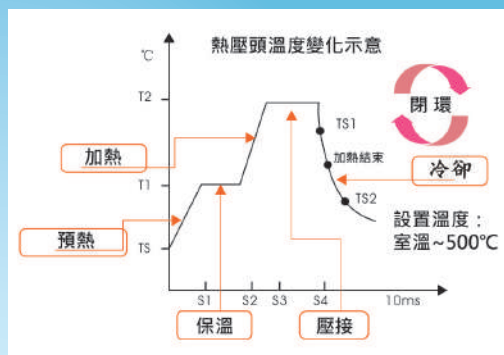 熱壓頭溫度變化示意
℃
T2
TS1
閉環
加熱
加熱結束
冷卻
T1
TS2
預熱
設置溫度：
室溫~500℃
TS
S1
S2
S3
S4
10ms
保溫
壓接